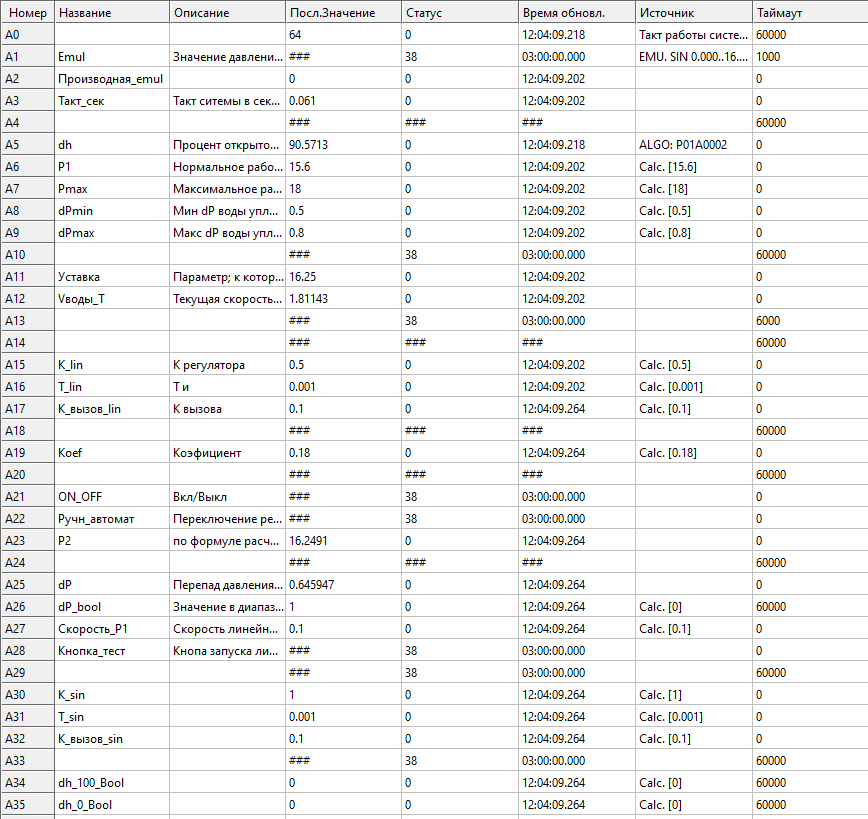 Номер Название Описание Посл.Значение Статус Время обновл. Источник Таймаут
A0 64 0 12:04:09.218 Такт работы систе... 60000
A1 Emul Значение давлени... ### 38 03:00:00.000 EMU. SIN 0.000..16.... 1000
A2 Производная_emul 0 0 12:04:09.202 0
A3 Такт_сек Такт ситемы в сек... 0.061 0 12:04:09.202 0
A4 ### ### ### 60000
A5 dh Процент открыто... 90.5713 0 12:04:09.218 ALGO: P01A0002 0
A6 P1 Нормальное рабо... 15.6 0 12:04:09.202 Calc. [15.6] 0
A7 Pmax Максимальное ра... 18 0 12:04:09.202 Calc. [18] 0
A8 dPmin Мин dP воды упл... 0.5 0 12:04:09.202 Calc. [0.5] 0
A9 dPmax Макс dP воды упл... 0.8 0 12:04:09.202 Calc. [0.8] 0
A10 ### 38 03:00:00.000 60000
A11 Уставка Параметр; к котор... 16.25 0 12:04:09.202 0
A12 Vводы_T Текущая скорость... 1.81143 0 12:04:09.202 0
A13 ### 38 03:00:00.000 6000
A14 ### ### ### 60000
A15 K_lin К регулятора 0.5 0 12:04:09.202 Calc. [0.5] 0
A16 T_lin Т и 0.001 0 12:04:09.202 Calc. [0.001] 0
A17 К_вызов_lin К вызова 0.1 0 12:04:09.264 Calc. [0.1] 0
A18 ### ### ### 60000
A19 Koef Коэфициент 0.18 0 12:04:09.264 Calc. [0.18] 0
A20 ### ### ### 60000
A21 ON_OFF Вкл/Выкл ### 38 03:00:00.000 0
A22 Ручн_автомат Переключение ре... ### 38 03:00:00.000 0
A23 P2 по формуле расч... 16.2491 0 12:04:09.264 0
A24 ### ### ### 60000
A25 dP Перепад давления... 0.645947 0 12:04:09.264 0
A26 dP_bool Значение в диапаз... 1 0 12:04:09.264 Calc. [0] 60000
A27 Скорость_P1 Скорость линейн... 0.1 0 12:04:09.264 Calc. [0.1] 0
A28 Кнопка_тест Кнопа запуска ли... ### 38 03:00:00.000 0
A29 ### 38 03:00:00.000 60000
A30 K_sin 1 0 12:04:09.264 Calc. [1] 0
A31 T_sin 0.001 0 12:04:09.264 Calc. [0.001] 0
A32 К_вызов_sin 0.1 0 12:04:09.264 Calc. [0.1] 0
A33 ### 38 03:00:00.000 60000
A34 dh_100_Bool 0 0 12:04:09.264 Calc. [0] 60000
A35 dh_0_Bool 0 0 12:04:09.264 Calc. [0] 60000